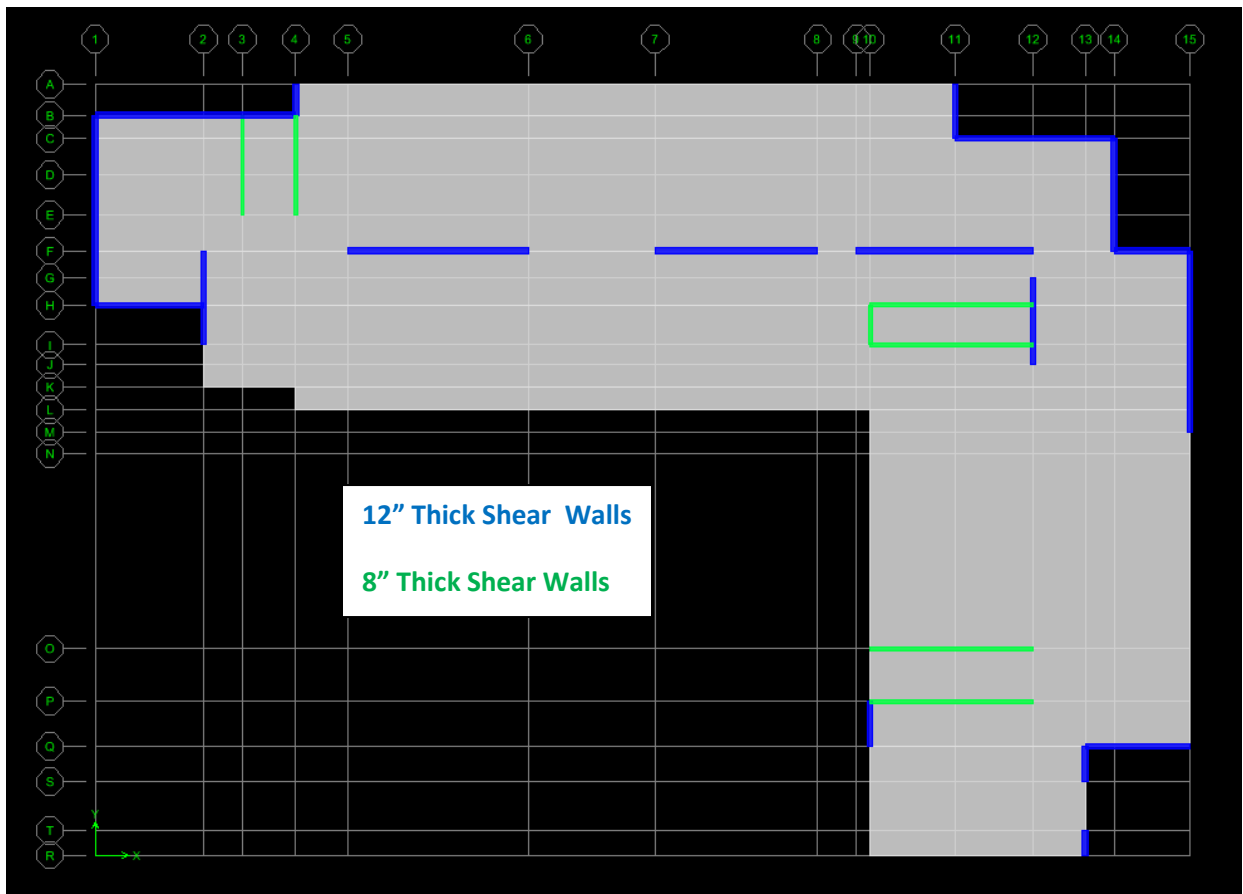 1 2 3 4 5 6 7 8 9 10 11 12 13 14 15
A
B
C
D
E
F
G
H
I
J
K
L
M
N
12” Thick Shear Walls
8” Thick Shear Walls
O
P
Q
S
T
Y
R
X